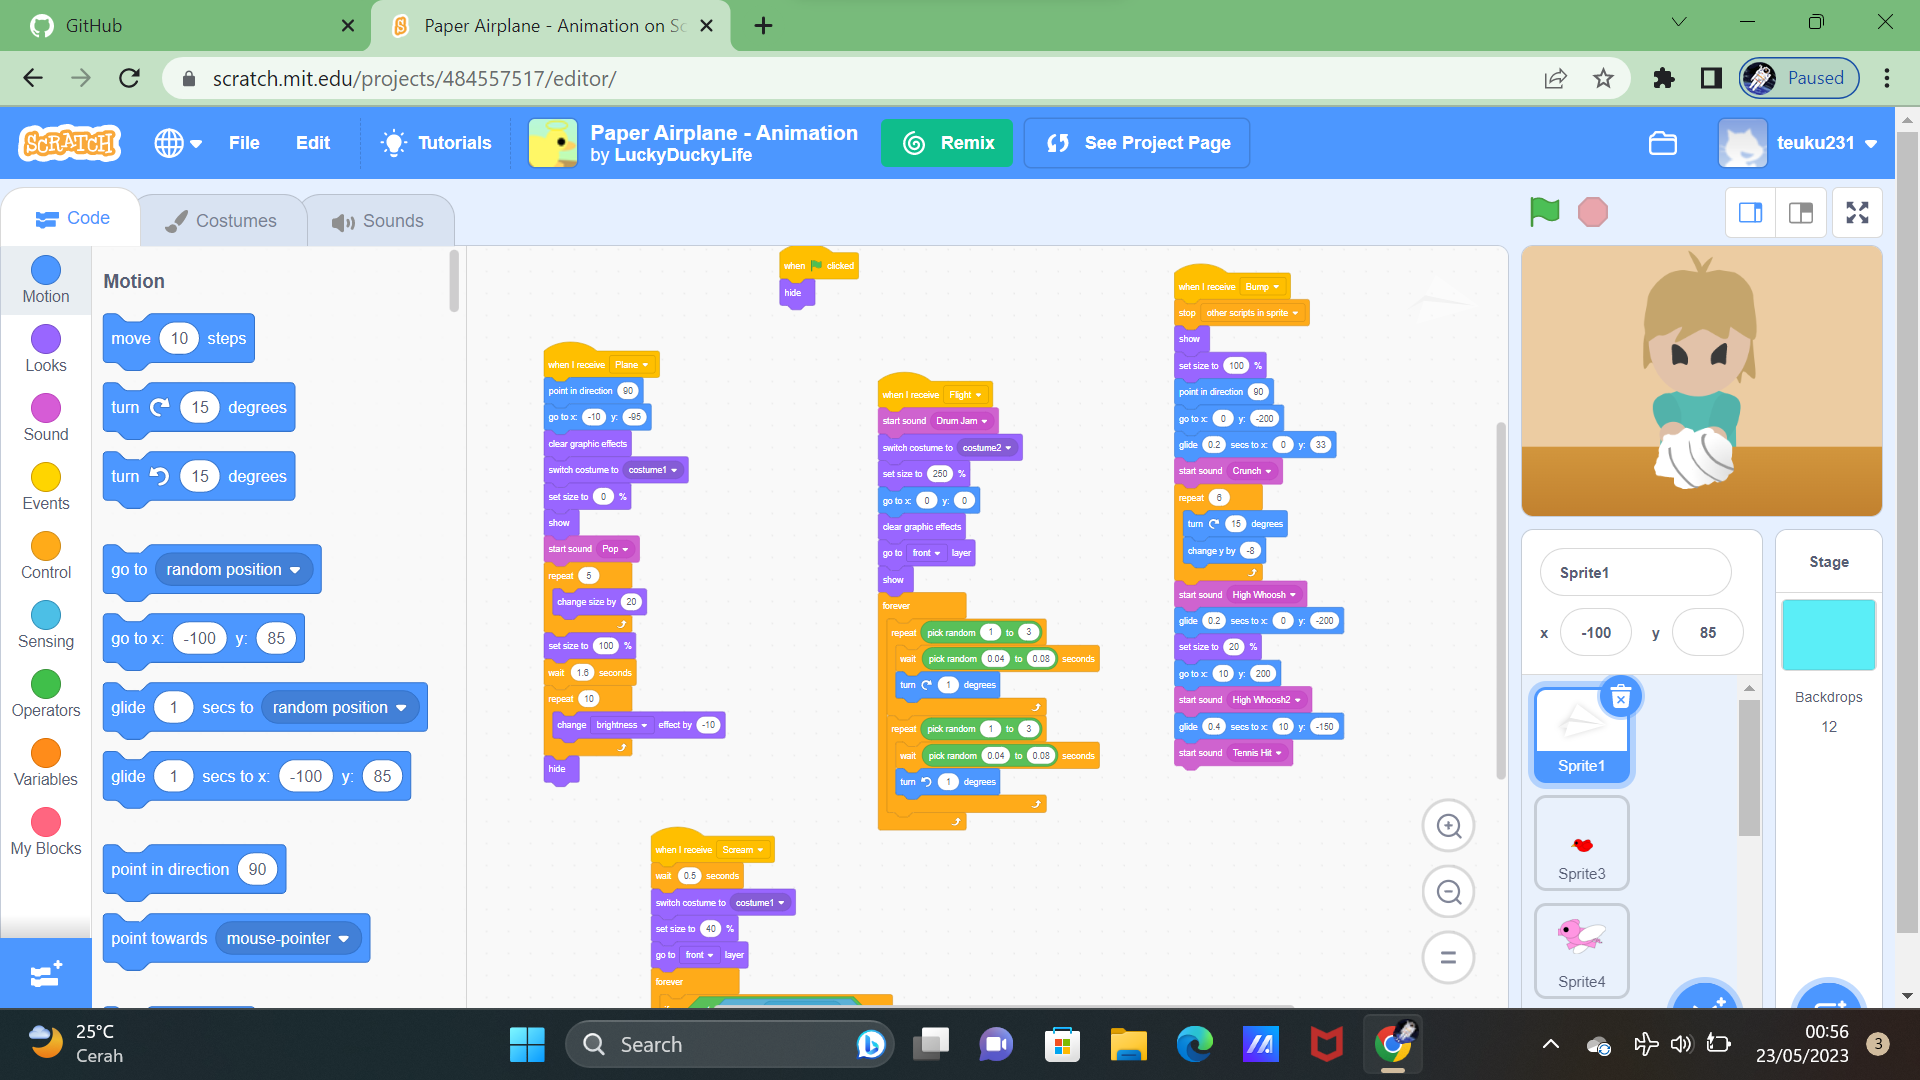 GitHub
Paper Airplane - Animation on Sc
scratch.mit.edu/projects/484557517/editor/
Paused
SCRATCH
File
Edit
Tutorials
Paper Airplane - Animation
by LuckyDuckyLife
Remix
See Project Page
teuku231
Code
Costumes
Sounds
Motion
Looks
Sound
Events
Control
Sensing
Operators
Variables
My Blocks
Motion
move 10 steps
turn 15 degrees
turn 15 degrees
go to random position
go to x: -100 y: 85
glide 1 secs to random position
glide 1 secs to x: -100 y: 85
point in direction 90
point towards mouse-pointer
when clicked
hide
when I receive Plane
point in direction 90
go to x: -10 y: -95
clear graphic effects
switch costume to costume1
set size to 0 %
show
start sound Pop
repeat 5
change size by 20
set size to 100 %
wait 1.6 seconds
repeat 10
change brightness effect by -10
hide
when I receive Scream
wait 0.5 seconds
switch costume to costume1
set size to 40 %
go to front layer
forever
when I receive Flight
start sound Drum Jam
switch costume to costume2
set size to 250 %
go to x: 0 y: 0
clear graphic effects
go to front layer
show
forever
repeat pick random 1 to 3
wait pick random 0.04 to 0.08 seconds
turn 1 degrees
repeat pick random 1 to 3
wait pick random 0.04 to 0.08 seconds
turn 1 degrees
when I receive Bump
stop other scripts in sprite
show
set size to 100 %
point in direction 90
go to x: 0 y: -200
glide 0.2 secs to x: 0 y: 33
start sound Crunch
repeat 6
turn 15 degrees
change y by -8
start sound High Whoosh
glide 0.2 secs to x: 0 y: -200
set size to 20 %
go to x: 10 y: 200
start sound High Whoosh2
glide 0.4 secs to x: 10 y: -150
start sound Tennis Hit
Sprite1
x -100 y 85
Sprite1
Sprite3
Sprite4
Stage
Backdrops
12
25°C
Cerah
Search
00:56
23/05/2023
3